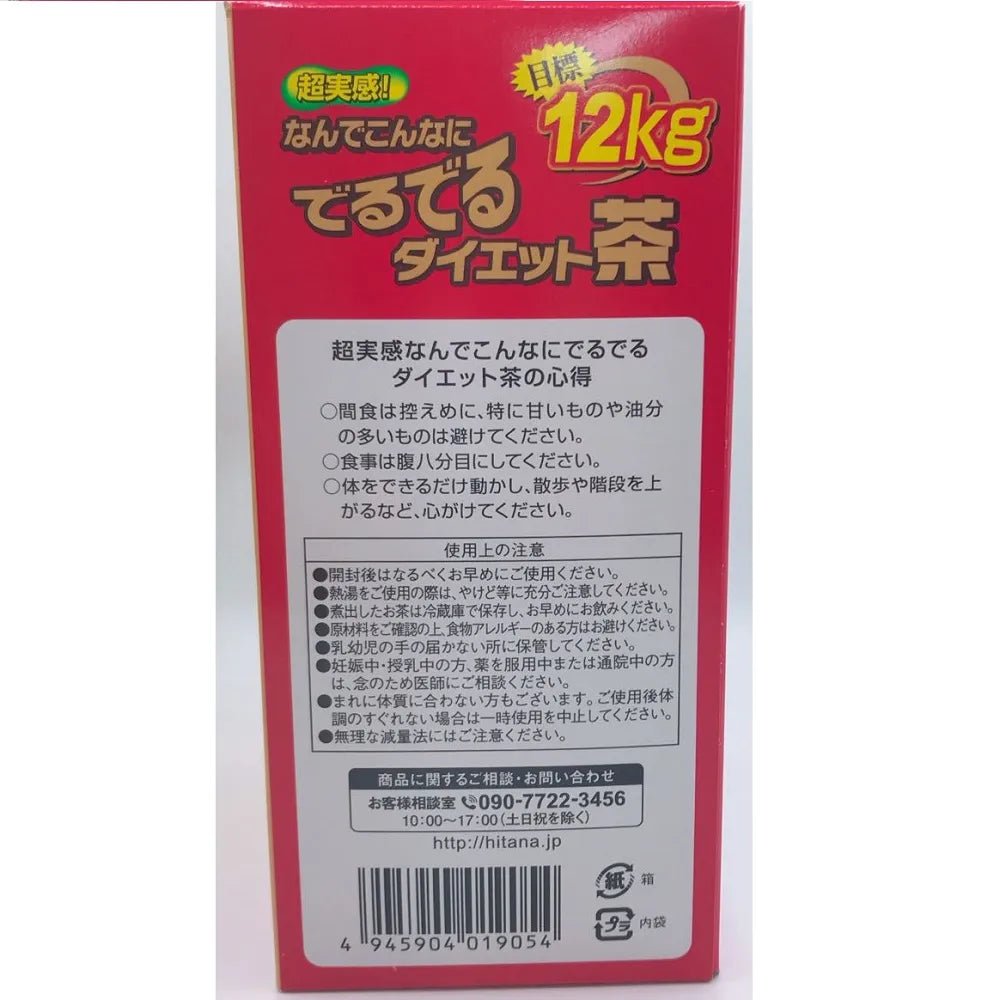 超実感!
目標
12kg
なんでこんなに
でるでる
ダイエット茶
超実感なんでこんなにでるでる
ダイエット茶の心得
○間食は控えめに、特に甘いものや油分
の多いものは避けてください。
○食事は腹八分目にしてください。
○体をできるだけ動かし、散歩や階段を上
がるなど、心がけてください。
使用上の注意
●開封後はなるべくお早めにご使用ください。
●熱湯をご使用の際は、やけど等に充分ご注意してください。
●煮出したお茶は冷蔵庫で保存し、お早めにお飲みください。
●原材料をご確認の上、食物アレルギーのある方はお避けください。
●乳幼児の手の届かない所に保管してください。
●妊娠中・授乳中の方、薬を服用中または通院中の方
は、念のため医師にご相談ください。
●まれに体質に合わない方もございます。ご使用後体
調のすぐれない場合は一時使用を中止してください。
●無理な減量法にはご注意ください。
商品に関するご相談・お問い合わせ
お客様相談室 090-7722-3456
10:00〜17:00(土日祝を除く)
http://hitana.jp
紙 箱
プラ 内袋
4 945904 019054